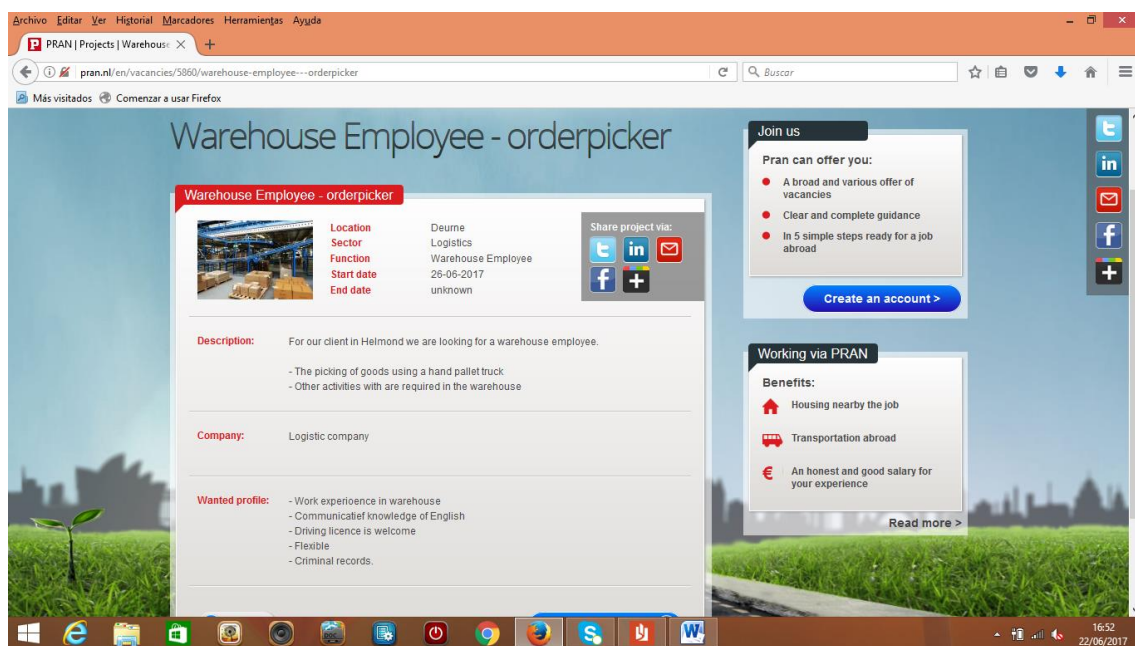 Archivo Editar Ver Historial Marcadores Herramientas Ayuda
PRAN | Projects | Warehouse
pran.nl/en/vacancies/5860/warehouse-employee---orderpicker
Buscar
Más visitados Comenzar a usar Firefox
Warehouse Employee - orderpicker
Warehouse Employee - orderpicker
Location Deurne
Sector Logistics
Function Warehouse Employee
Start date 26-06-2017
End date unknown
Share project via:
Description: For our client in Helmond we are looking for a warehouse employee.
- The picking of goods using a hand pallet truck
- Other activities with are required in the warehouse
Company: Logistic company
Wanted profile: - Work experioence in warehouse
- Communicatief knowledge of English
- Driving licence is welcome
- Flexible
- Criminal records.
Join us
Pran can offer you:
A broad and various offer of
vacancies
Clear and complete guidance
In 5 simple steps ready for a job
abroad
Create an account >
Working via PRAN
Benefits:
Housing nearby the job
Transportation abroad
€ An honest and good salary for
your experience
Read more >
16:52
22/06/2017